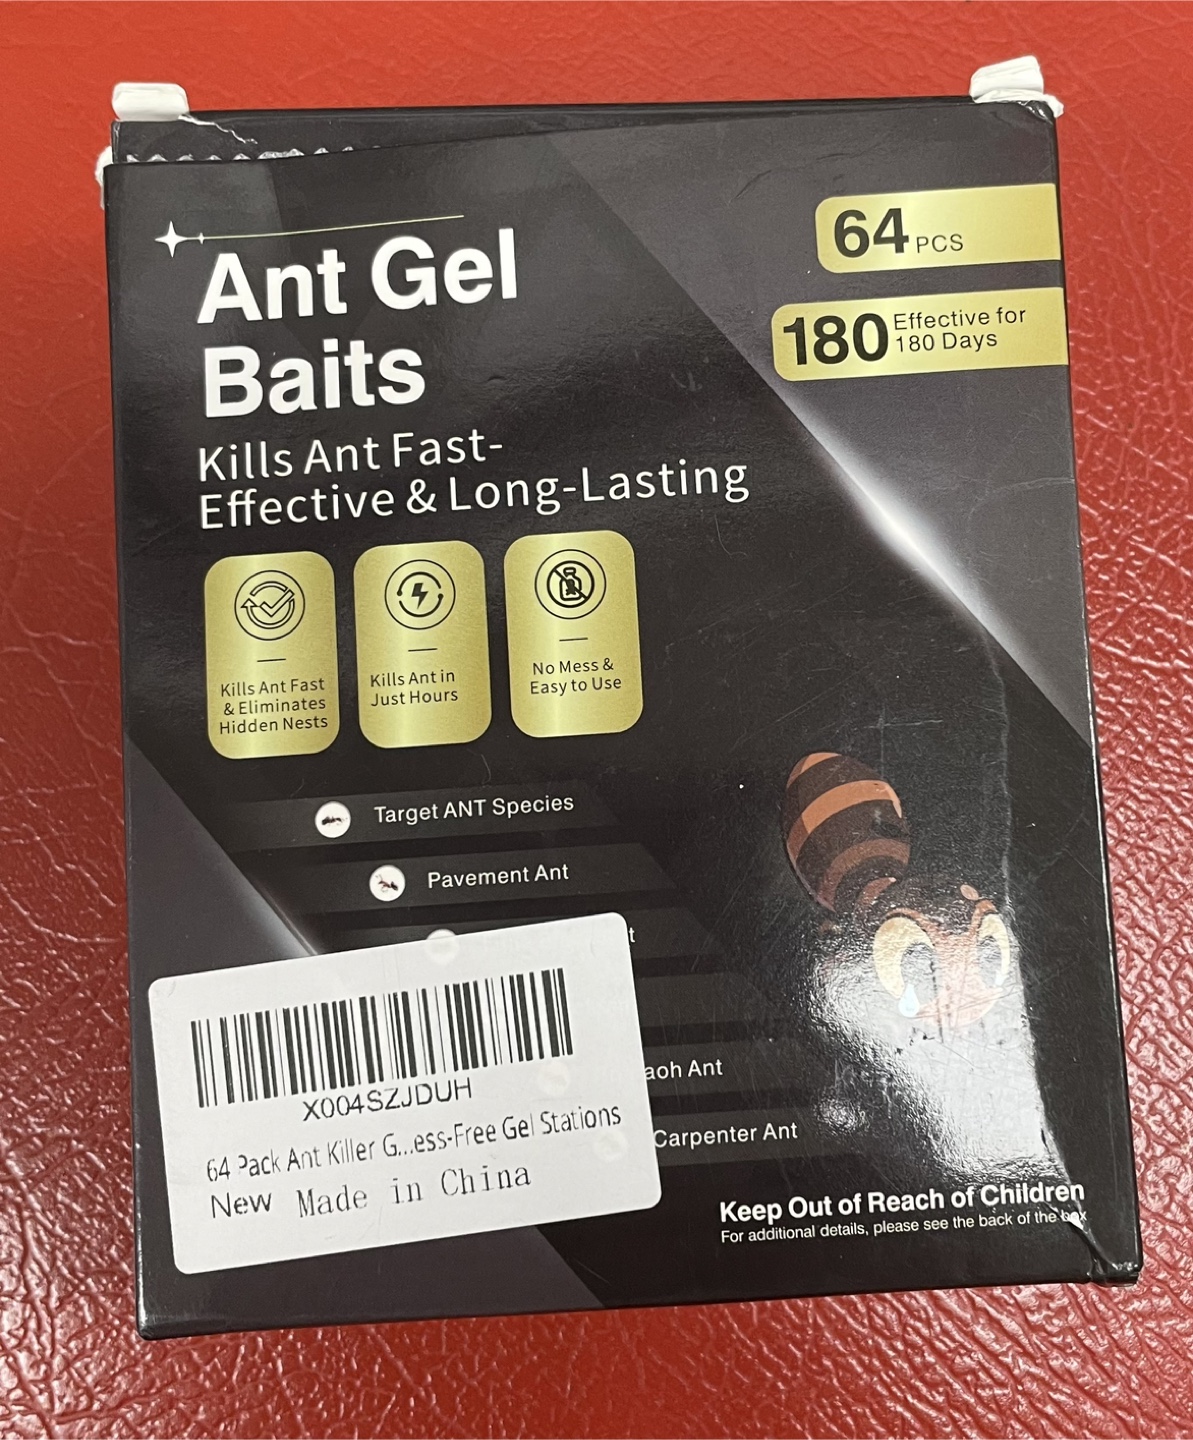 Ant Gel
Baits
Kills Ant Fast-
Effective & Long-Lasting
64 PCS
180 Effective for
180 Days
Kills Ant Fast
& Eliminates
Hidden Nests
Kills Ant in
Just Hours
No Mess &
Easy to Use
Target ANT Species
Pavement Ant
t
aoh Ant
Carpenter Ant
X004SZJDUH
64 Pack Ant Killer G...ess-Free Gel Stations
New Made in China
Keep Out of Reach of Children
For additional details, please see the back of the box